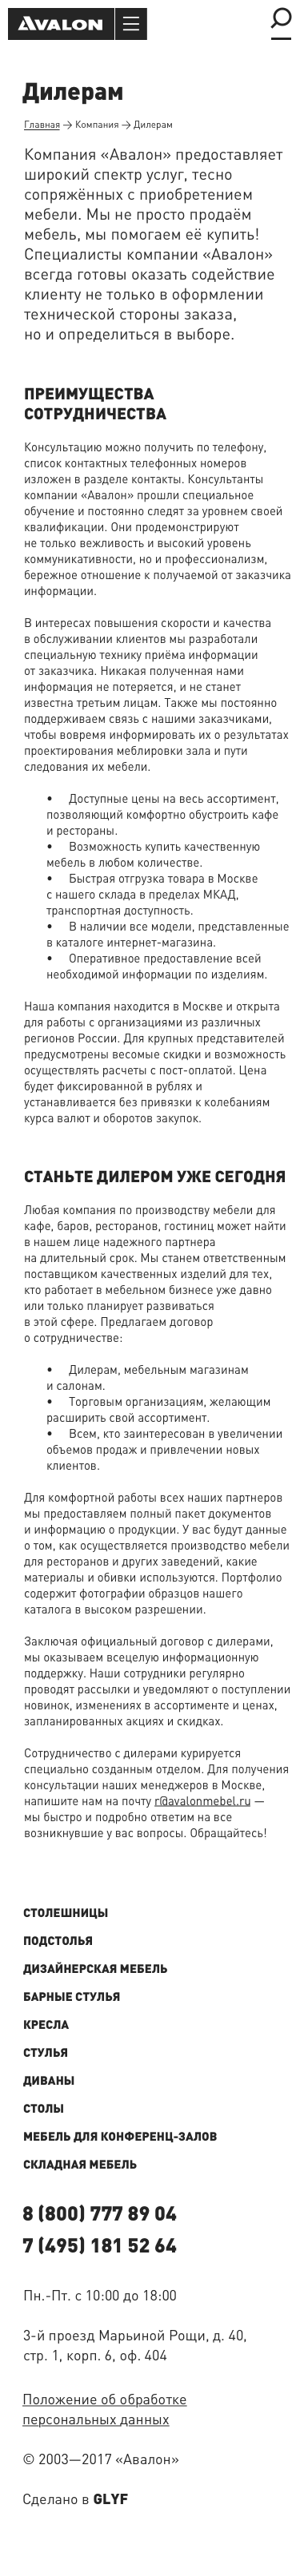 AVALON
Дилерам
Главная → Компания → Дилерам
Компания «Авалон» предоставляет
широкий спектр услуг, тесно
сопряжённых с приобретением
мебели. Мы не просто продаём
мебель, мы помогаем её купить!
Специалисты компании «Авалон»
всегда готовы оказать содействие
клиенту не только в оформлении
технической стороны заказа,
но и определиться в выборе.
ПРЕИМУЩЕСТВА
СОТРУДНИЧЕСТВА
Консультацию можно получить по телефону,
список контактных телефонных номеров
изложен в разделе контакты. Консультанты
компании «Авалон» прошли специальное
обучение и постоянно следят за уровнем своей
квалификации. Они продемонстрируют
не только вежливость и высокий уровень
коммуникативности, но и профессионализм,
бережное отношение к получаемой от заказчика
информации.
В интересах повышения скорости и качества
в обслуживании клиентов мы разработали
специальную технику приёма информации
от заказчика. Никакая полученная нами
информация не потеряется, и не станет
известна третьим лицам. Также мы постоянно
поддерживаем связь с нашими заказчиками,
чтобы вовремя информировать их о результатах
проектирования меблировки зала и пути
следования их мебели.
• Доступные цены на весь ассортимент,
позволяющий комфортно обустроить кафе
и рестораны.
• Возможность купить качественную
мебель в любом количестве.
• Быстрая отгрузка товара в Москве
с нашего склада в пределах МКАД,
транспортная доступность.
• В наличии все модели, представленные
в каталоге интернет-магазина.
• Оперативное предоставление всей
необходимой информации по изделиям.
Наша компания находится в Москве и открыта
для работы с организациями из различных
регионов России. Для крупных представителей
предусмотрены весомые скидки и возможность
осуществлять расчеты с пост-оплатой. Цена
будет фиксированной в рублях и
устанавливается без привязки к колебаниям
курса валют и оборотов закупок.
СТАНЬТЕ ДИЛЕРОМ УЖЕ СЕГОДНЯ
Любая компания по производству мебели для
кафе, баров, ресторанов, гостиниц может найти
в нашем лице надежного партнера
на длительный срок. Мы станем ответственным
поставщиком качественных изделий для тех,
кто работает в мебельном бизнесе уже давно
или только планирует развиваться
в этой сфере. Предлагаем договор
о сотрудничестве:
• Дилерам, мебельным магазинам
и салонам.
• Торговым организациям, желающим
расширить свой ассортимент.
• Всем, кто заинтересован в увеличении
объемов продаж и привлечении новых
клиентов.
Для комфортной работы всех наших партнеров
мы предоставляем полный пакет документов
и информацию о продукции. У вас будут данные
о том, как осуществляется производство мебели
для ресторанов и других заведений, какие
материалы и обивки используются. Портфолио
содержит фотографии образцов нашего
каталога в высоком разрешении.
Заключая официальный договор с дилерами,
мы оказываем всецелую информационную
поддержку. Наши сотрудники регулярно
проводят рассылки и уведомляют о поступлении
новинок, изменениях в ассортименте и ценах,
запланированных акциях и скидках.
Сотрудничество с дилерами курируется
специально созданным отделом. Для получения
консультации наших менеджеров в Москве,
напишите нам на почту r@avalonmebel.ru —
мы быстро и подробно ответим на все
возникнувшие у вас вопросы. Обращайтесь!
СТОЛЕШНИЦЫ
ПОДСТОЛЬЯ
ДИЗАЙНЕРСКАЯ МЕБЕЛЬ
БАРНЫЕ СТУЛЬЯ
КРЕСЛА
СТУЛЬЯ
ДИВАНЫ
СТОЛЫ
МЕБЕЛЬ ДЛЯ КОНФЕРЕНЦ-ЗАЛОВ
СКЛАДНАЯ МЕБЕЛЬ
8 (800) 777 89 04
7 (495) 181 52 64
Пн.-Пт. с 10:00 до 18:00
3-й проезд Марьиной Рощи, д. 40,
стр. 1, корп. 6, оф. 404
Положение об обработке
персональных данных
© 2003—2017 «Авалон»
Сделано в GLYF